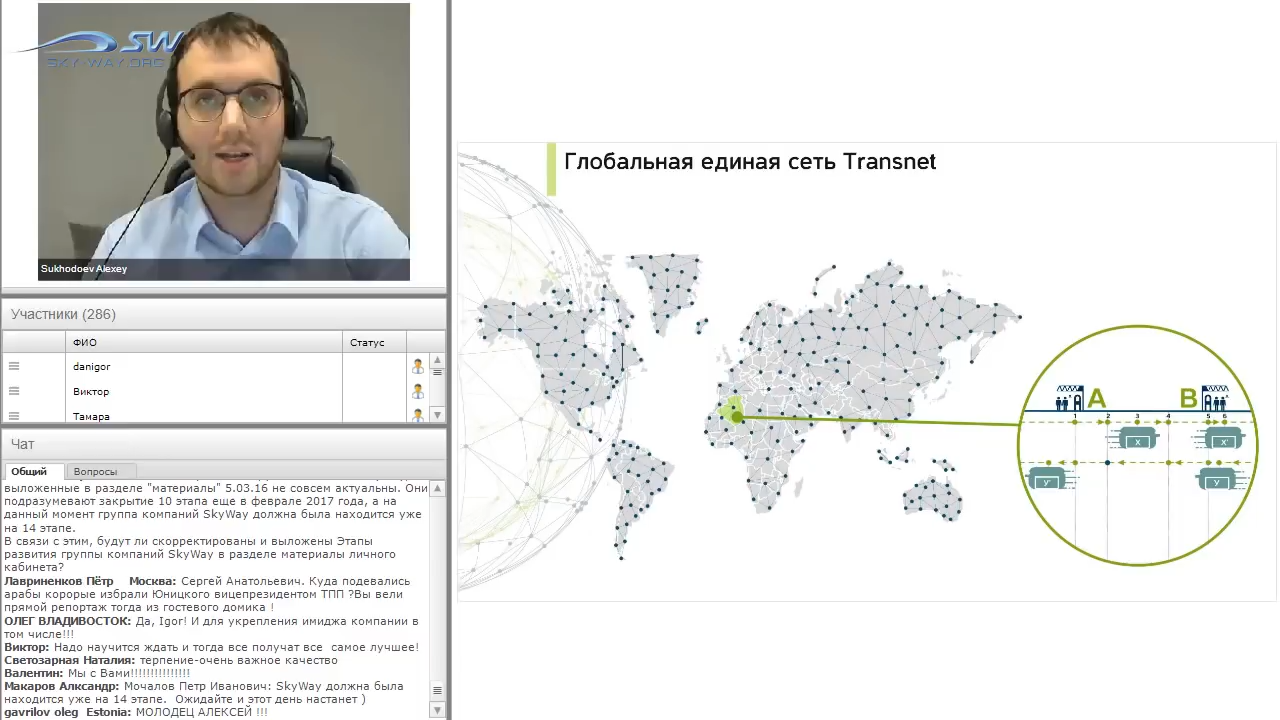 SW
SKY-WAY.ORG
Sukhodoev Alexey
Участники (286)
ФИО
Статус
danigor
Виктор
Тамара
Чат
Общий
Вопросы
выложенные в разделе "материалы" 5.03.16 не совсем актуальны. Они
подразумевают закрытие 10 этапа еще в феврале 2017 года, а на
данный момент группа компаний SkyWay должна была находится уже
на 14 этапе.
В связи с этим, будут ли скорректированы и выложены Этапы
развития группы компаний SkyWay в разделе материалы личного
кабинета?
Лавриненков Пётр Москва: Сергей Анатольевич. Куда подевались
арабы корорые избрали Юницкого вицепрезидентом ТПП ?Вы вели
прямой репортаж тогда из гостевого домика !
ОЛЕГ ВЛАДИВОСТОК: Да, Igor! И для укрепления имиджа компании в
том числе!!!
Виктор: Надо научится ждать и тогда все получат все самое лучшее!
Светозарная Наталия: терпение-очень важное качество
Валентин: Мы с Вами!!!!!!!!!!!!!!!
Макаров Алксандр: Мочалов Петр Иванович: SkyWay должна была
находится уже на 14 этапе. Ожидайте и этот день настанет )
gavrilov oleg Estonia: МОЛОДЕЦ АЛЕКСЕЙ !!!
Глобальная единая сеть Transnet
A B
1 2 3 4 5 6
x x'
y' y